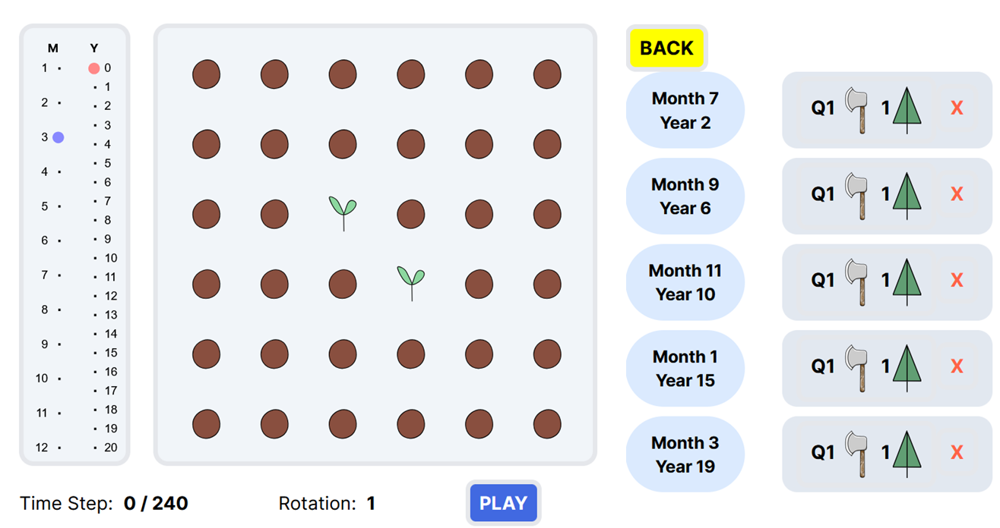 M Y
1 0
1
2 2
3
3 4
4 5
6
5 7
8
6 9
10
7 11
12
8 13
14
9 15
16
10 17
11 18
19
12 20
BACK
Month 7
Year 2
Q1 1 X
Month 9
Year 6
Q1 1 X
Month 11
Year 10
Q1 1 X
Month 1
Year 15
Q1 1 X
Month 3
Year 19
Q1 1 X
Time Step: 0 / 240 Rotation: 1 PLAY